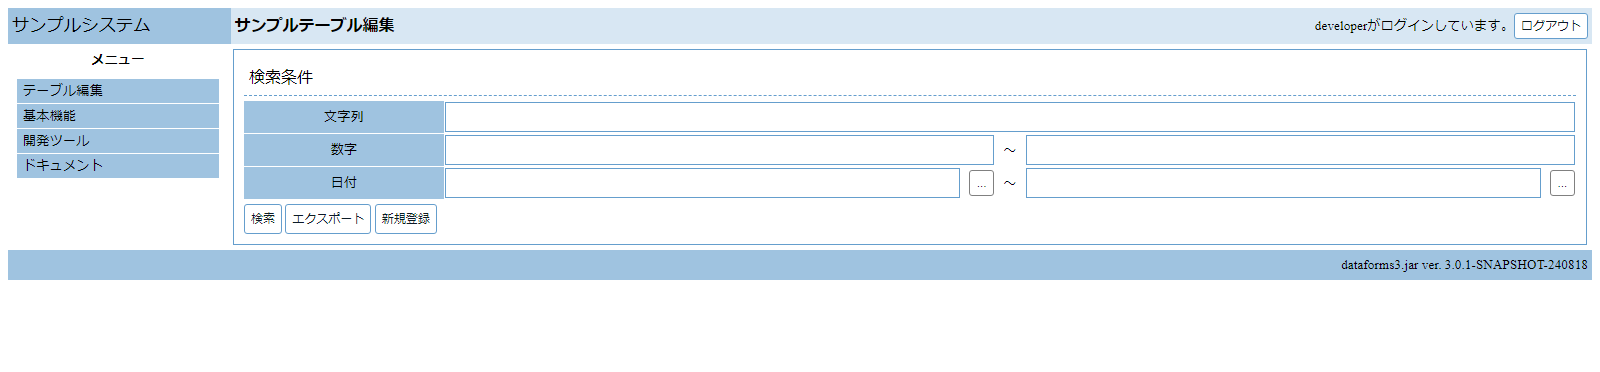 サンプルシステム
サンプルテーブル編集
developerがログインしています。 ログアウト
メニュー
テーブル編集
基本機能
開発ツール
ドキュメント
検索条件
文字列
数字 ～
日付 ... ～ ...
検索 エクスポート 新規登録
dataforms3.jar ver. 3.0.1-SNAPSHOT-240818